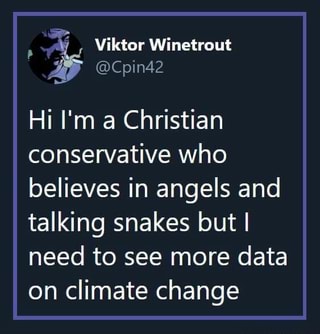 Viktor Winetrout
@Cpin42
Hi I'm a Christian
conservative who
believes in angels and
talking snakes but I
need to see more data
on climate change